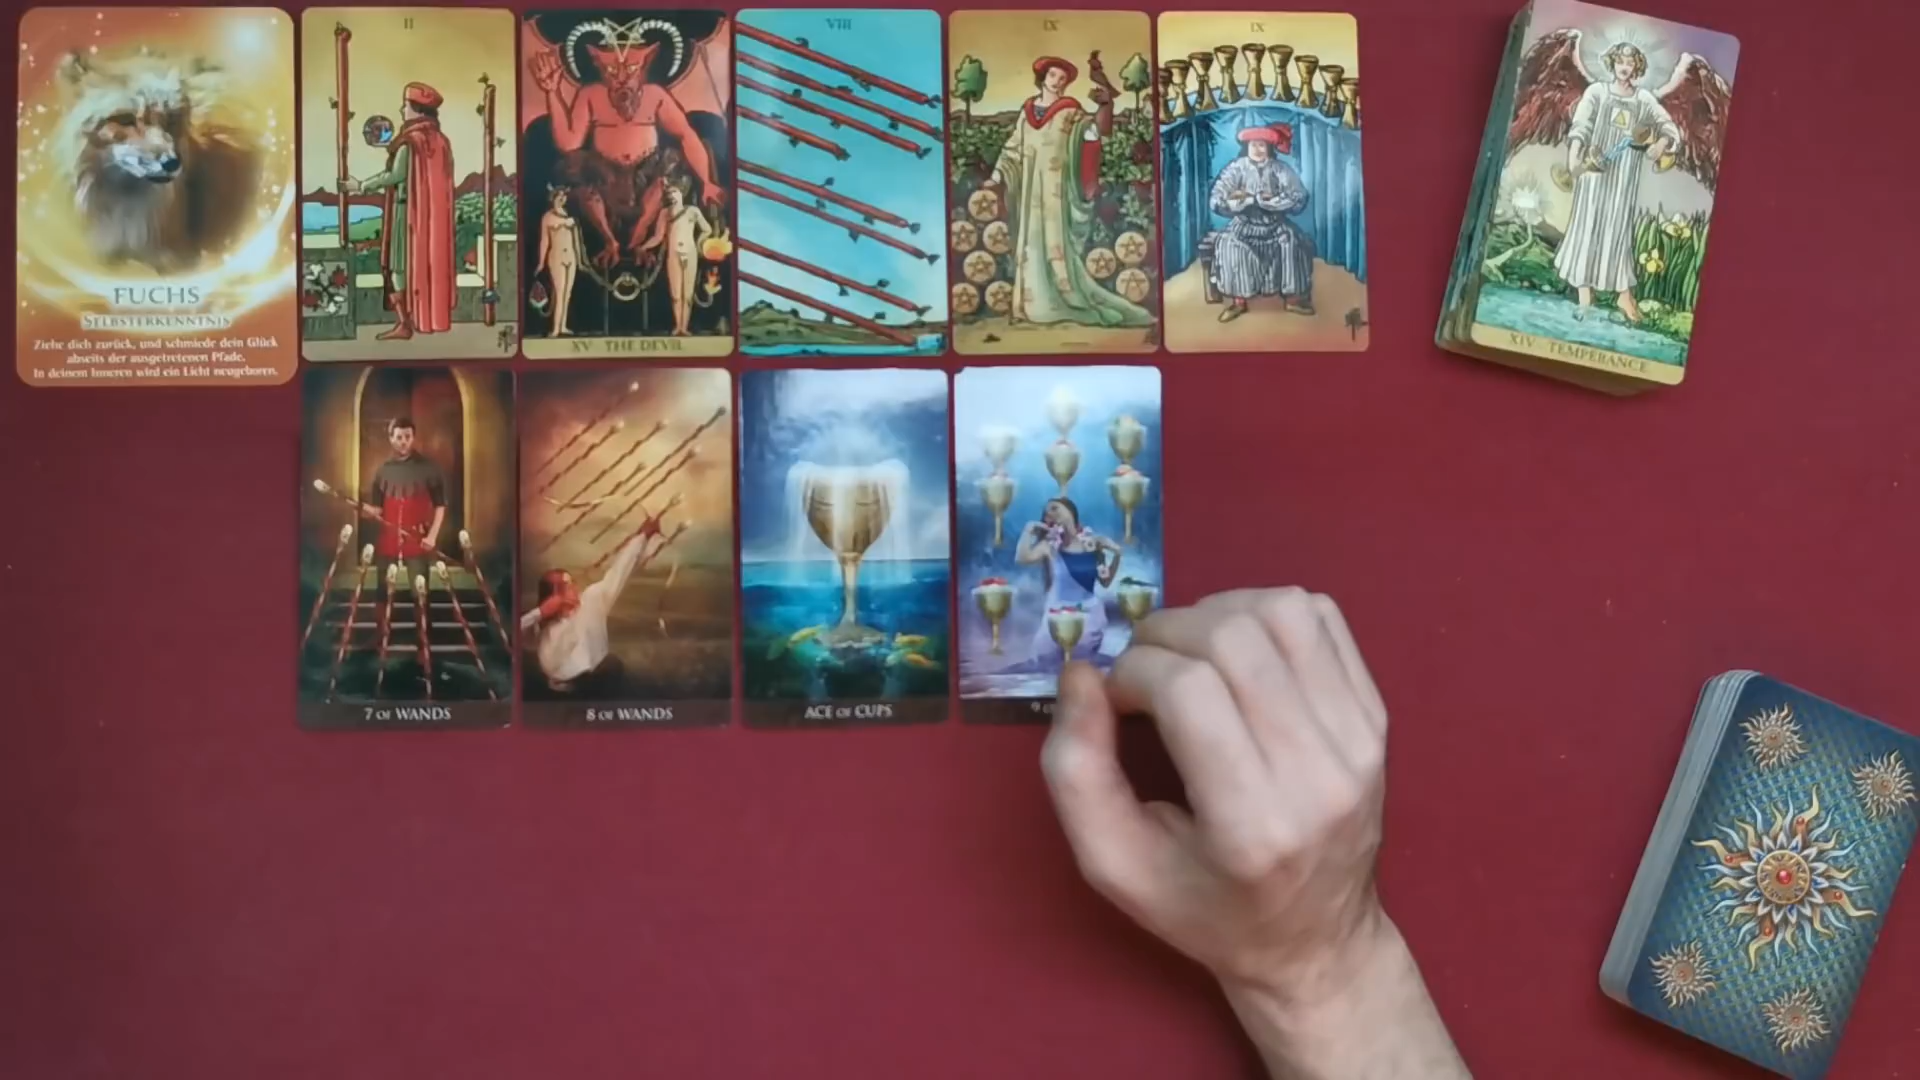 FUCHS
SELBSTERKENNTNIS
Ziehe dich zurück, und schmiede dein Glück
abseits der ausgetretenen Pfade.
In deinem Inneren wird ein Licht neugeboren.
II
XV THE DEVIL
VIII
IX
IX
XIV TEMPERANCE
7 OF WANDS
8 OF WANDS
ACE OF CUPS
9